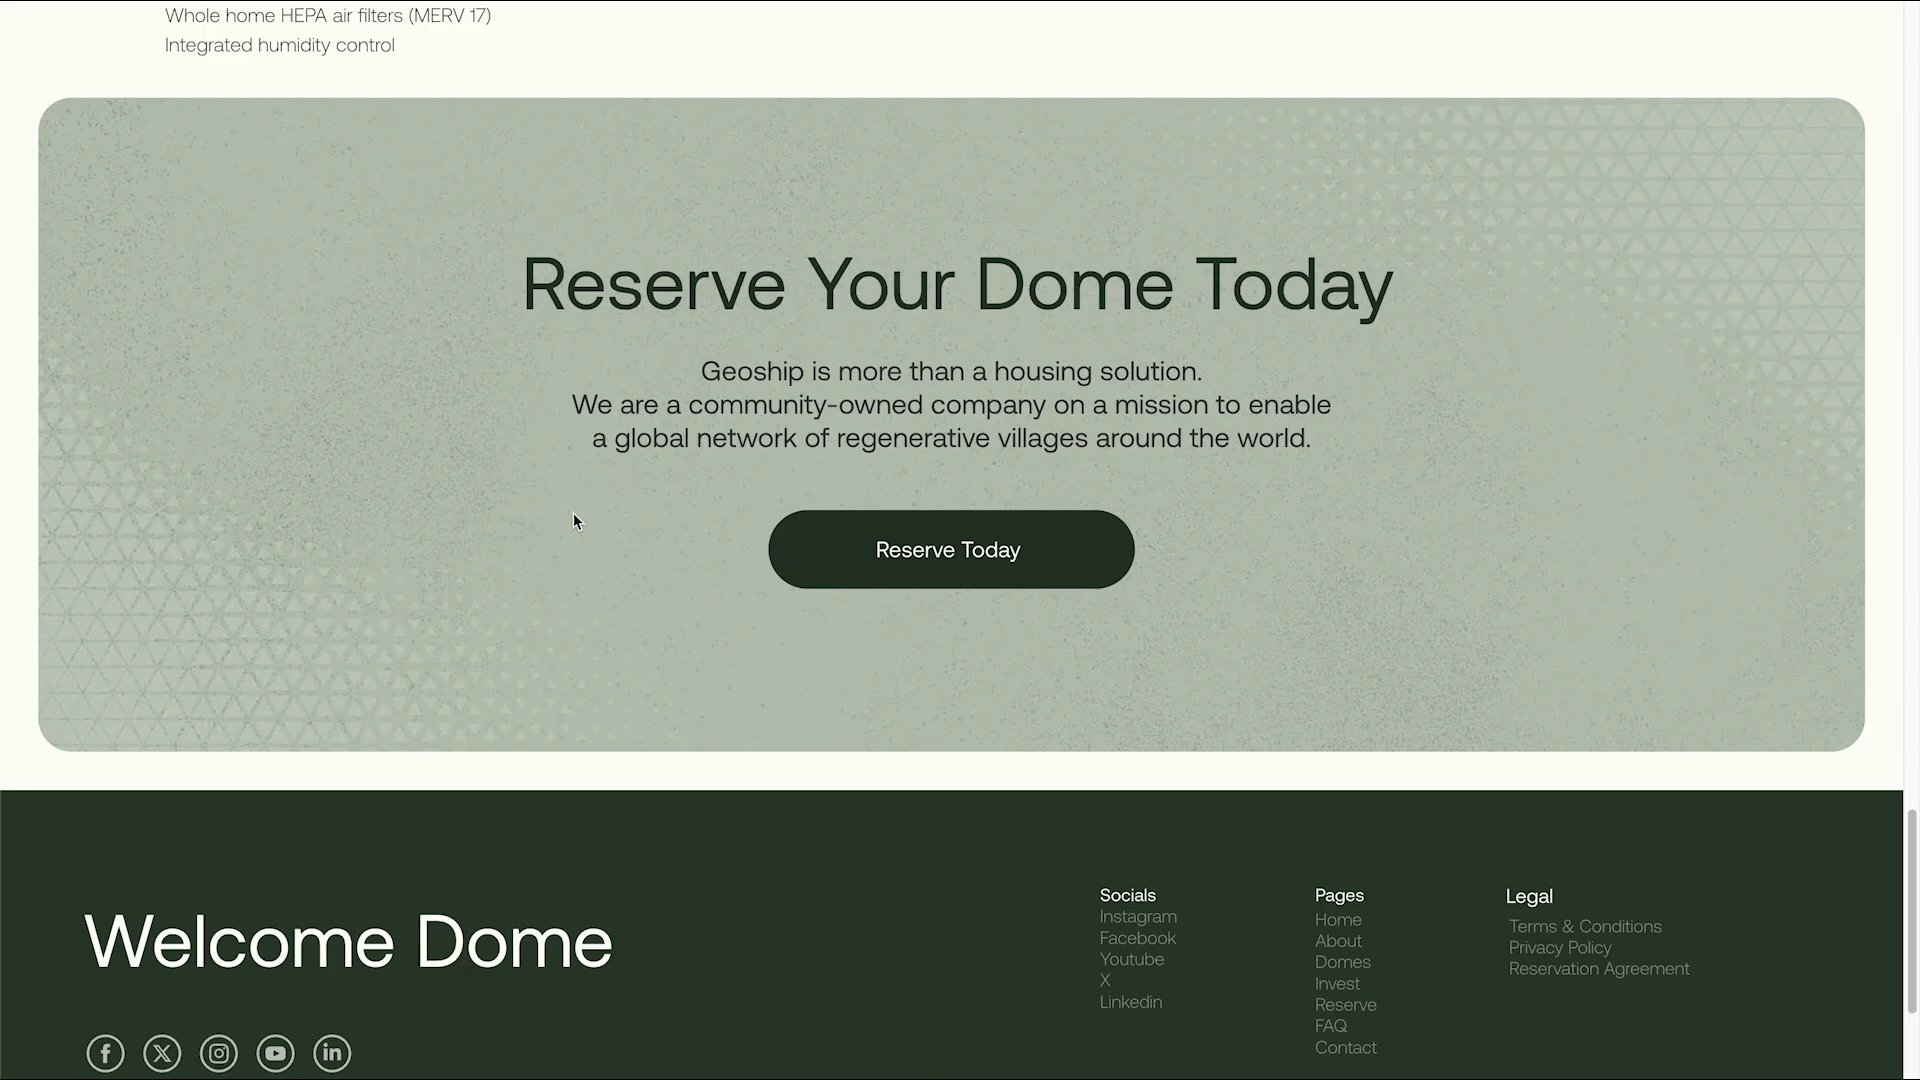 Whole home HEPA air filters (MERV 17)
Integrated humidity control
Reserve Your Dome Today
Geoship is more than a housing solution.
We are a community-owned company on a mission to enable
a global network of regenerative villages around the world.
Reserve Today
Welcome Dome
Socials
Instagram
Facebook
Youtube
X
Linkedin
Pages
Home
About
Domes
Invest
Reserve
FAQ
Contact
Legal
Terms & Conditions
Privacy Policy
Reservation Agreement